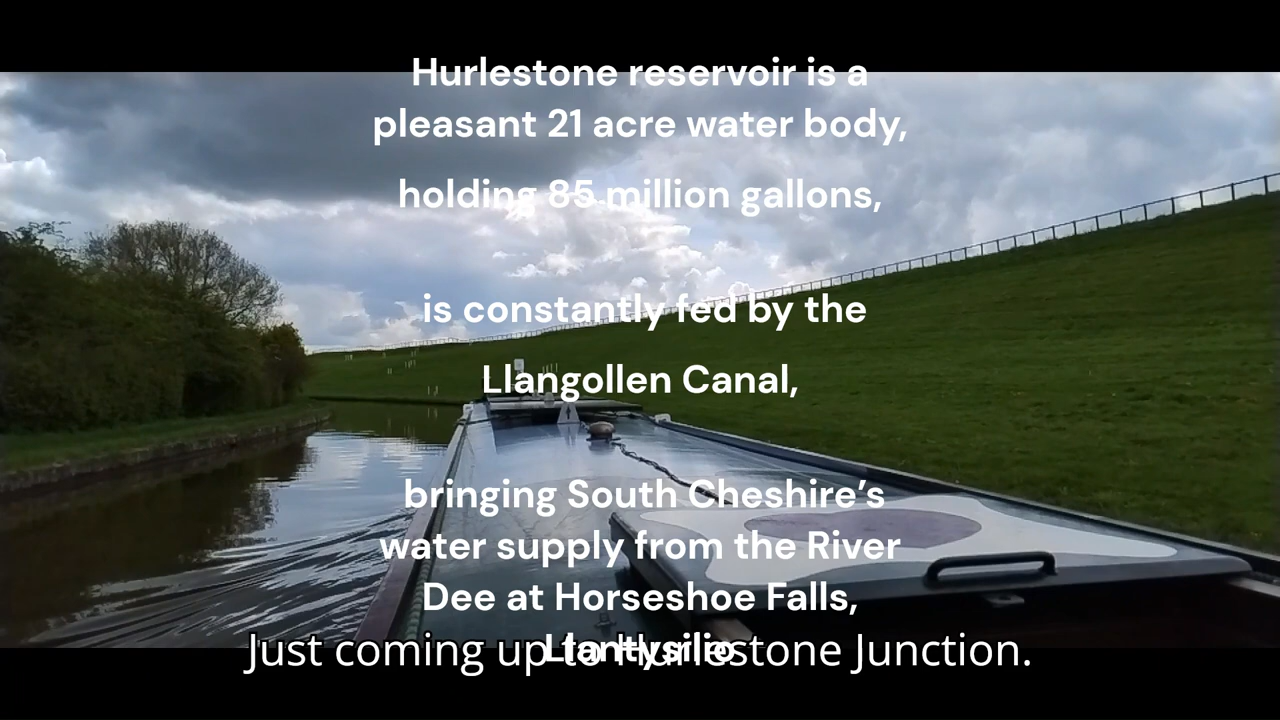 Hurlestone reservoir is a
pleasant 21 acre water body,
holding 85 million gallons,
is constantly fed by the
Llangollen Canal,
bringing South Cheshire’s
water supply from the River
Dee at Horseshoe Falls,
Llantysilio
Just coming up to Hurlestone Junction.